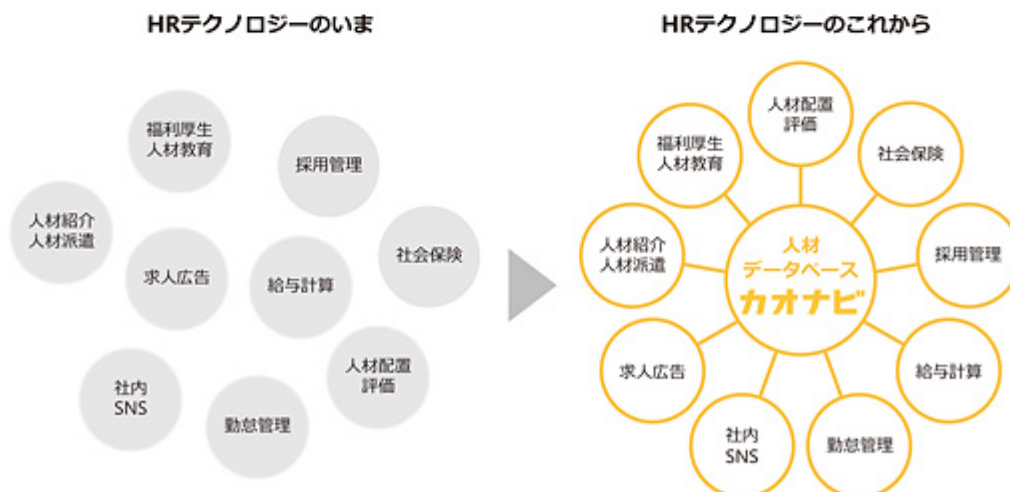 HRテクノロジーのいま
福利厚生
人材教育
採用管理
人材紹介
人材派遣
求人広告
給与計算
社会保険
社内
SNS
勤怠管理
人材配置
評価
HRテクノロジーのこれから
人材配置
評価
福利厚生
人材教育
社会保険
人材紹介
人材派遣
人材
データベース
カオナビ
採用管理
求人広告
給与計算
社内
SNS
勤怠管理